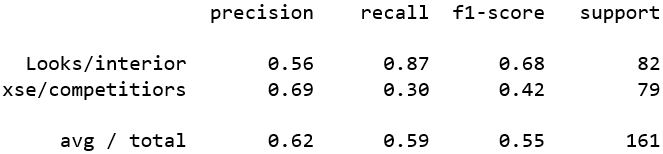 precision recall f1-score support
Looks/interior 0.56 0.87 0.68 82
xse/competitiors 0.69 0.30 0.42 79
avg / total 0.62 0.59 0.55 161